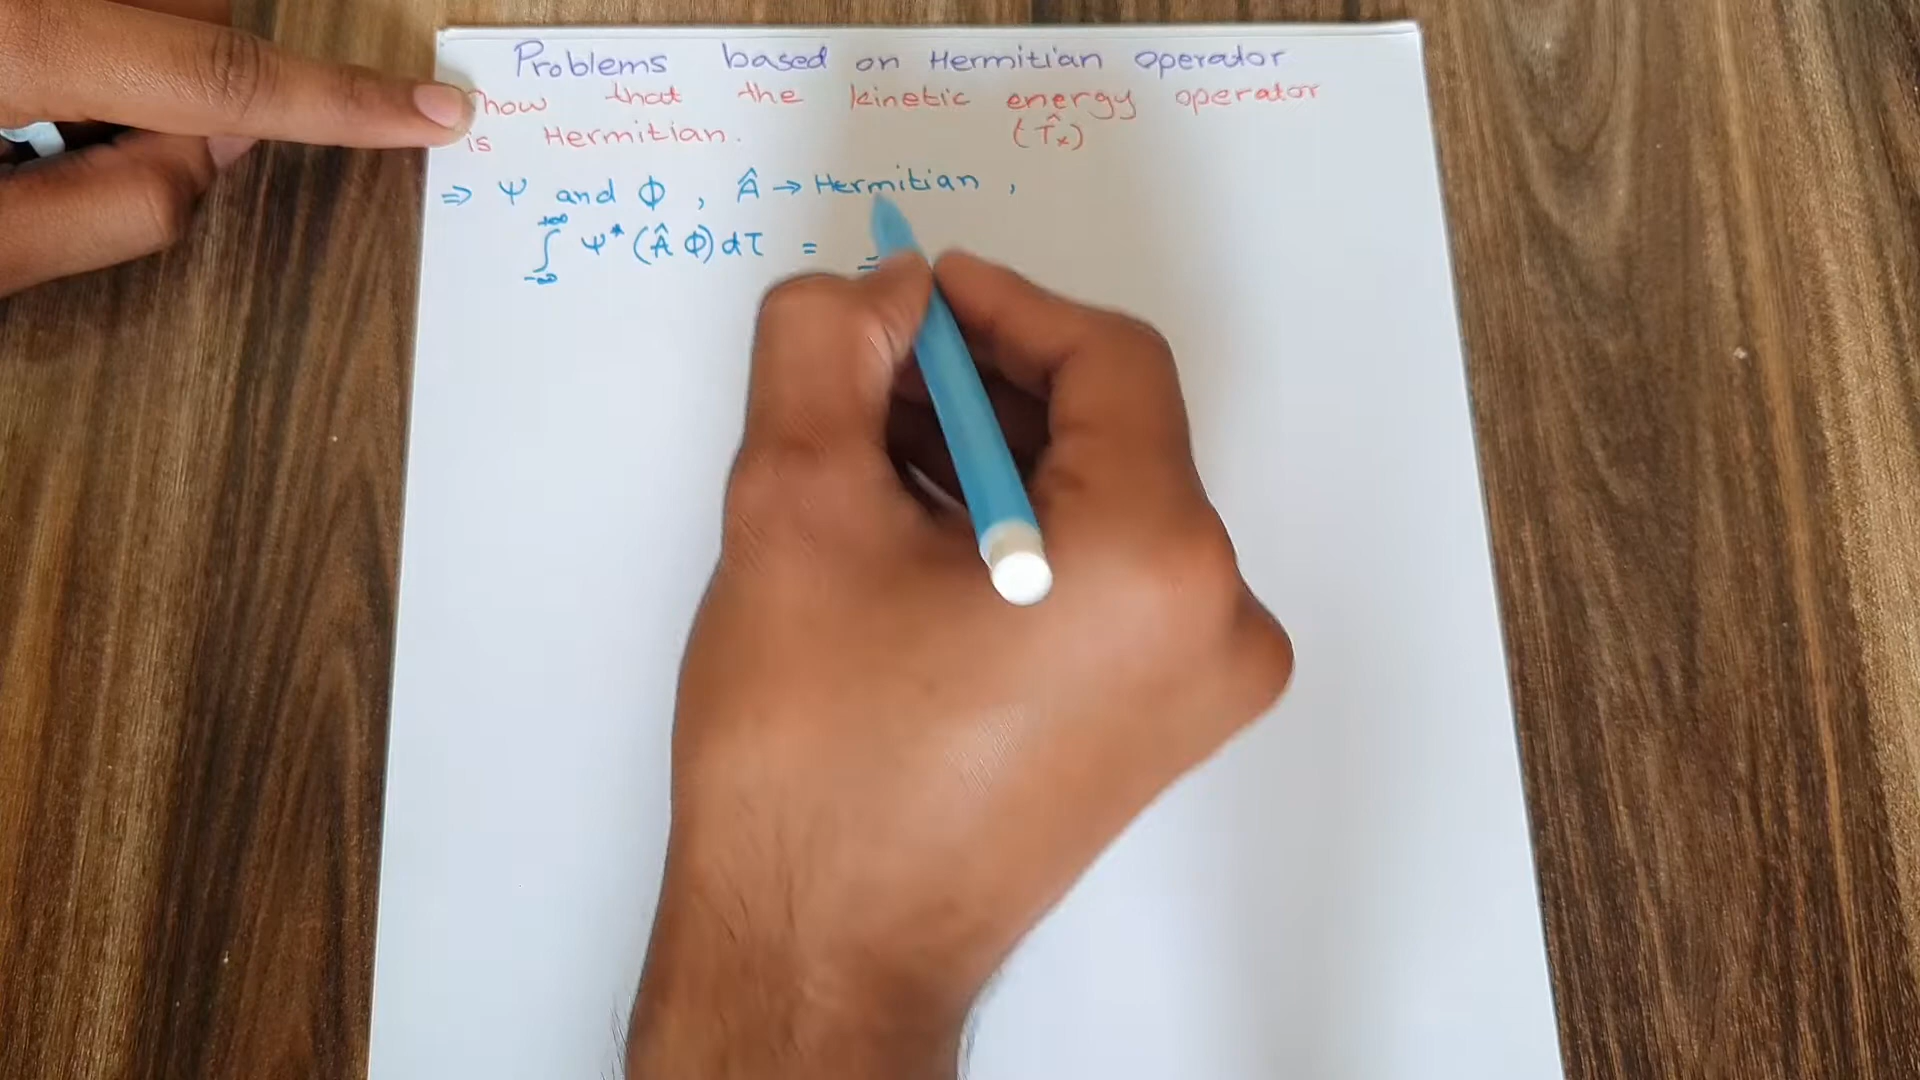 Problems based on Hermitian operator
how that the kinetic energy operator
is Hermitian. (T̂ₓ)
⇒ Ψ and Φ , Â → Hermitian ,
∫₋∞⁺∞ Ψ* (Â Φ) dτ =